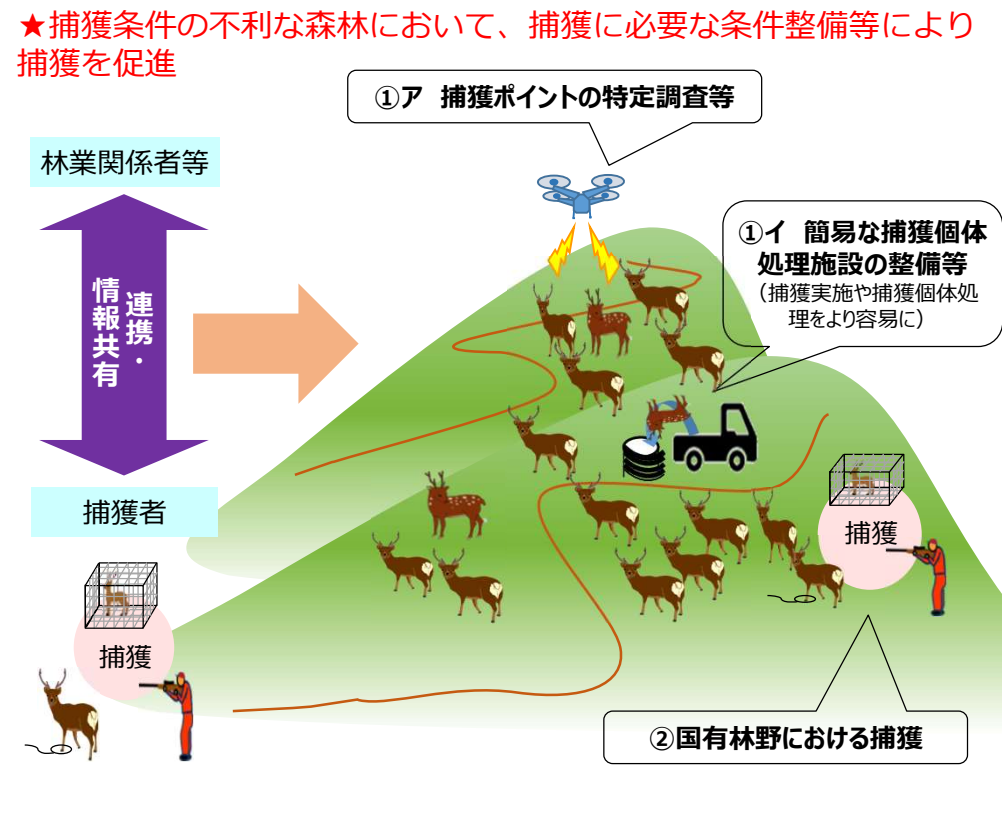 ★捕獲条件の不利な森林において、捕獲に必要な条件整備等により
捕獲を促進
①ア 捕獲ポイントの特定調査等
林業関係者等
①イ 簡易な捕獲個体
処理施設の整備等
（捕獲実施や捕獲個体処
理をより容易に）
連携・
情報共有
捕獲者
捕獲
捕獲
②国有林野における捕獲